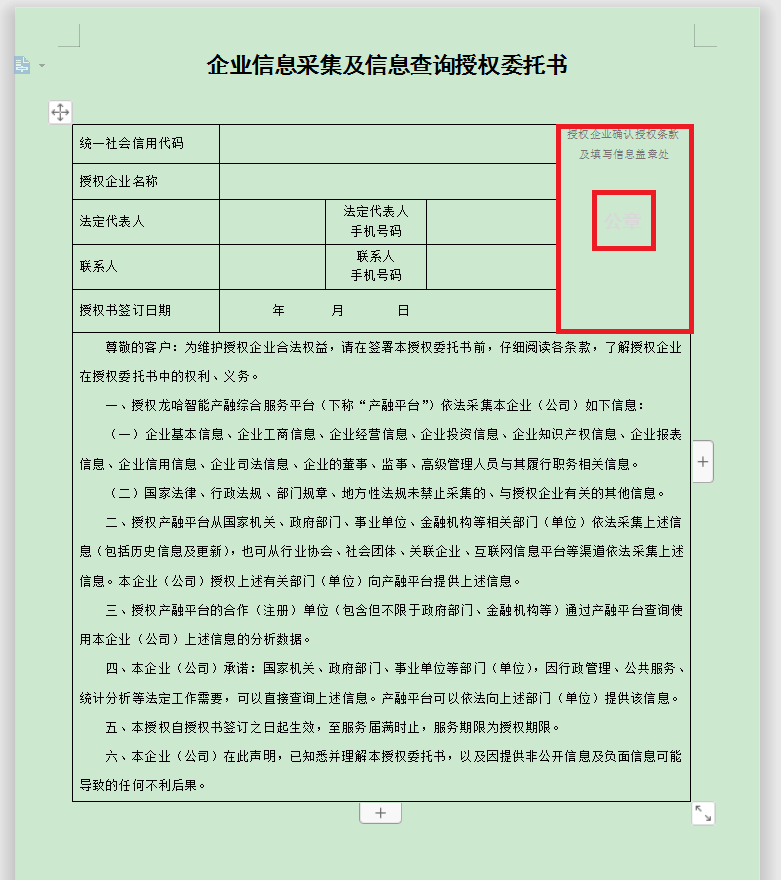 企业信息采集及信息查询授权委托书
统一社会信用代码
授权企业确认授权条款
及填写信息盖章处
授权企业名称
公章
法定代表人
法定代表人
手机号码
联系人
联系人
手机号码
授权书签订日期 年 月 日
尊敬的客户：为维护授权企业合法权益，请在签署本授权委托书前，仔细阅读各条款，了解授权企业
在授权委托书中的权利、义务。
一、授权龙哈智能产融综合服务平台（下称“产融平台”）依法采集本企业（公司）如下信息：
（一）企业基本信息、企业工商信息、企业经营信息、企业投资信息、企业知识产权信息、企业报表
信息、企业信用信息、企业司法信息、企业的董事、监事、高级管理人员与其履行职务相关信息。
（二）国家法律、行政法规、部门规章、地方性法规未禁止采集的、与授权企业有关的其他信息。
二、授权产融平台从国家机关、政府部门、事业单位、金融机构等相关部门（单位）依法采集上述信
息（包括历史信息及更新），也可从行业协会、社会团体、关联企业、互联网信息平台等渠道依法采集上述
信息。本企业（公司）授权上述有关部门（单位）向产融平台提供上述信息。
三、授权产融平台的合作（注册）单位（包含但不限于政府部门、金融机构等）通过产融平台查询使
用本企业（公司）上述信息的分析数据。
四、本企业（公司）承诺：国家机关、政府部门、事业单位等部门（单位），因行政管理、公共服务、
统计分析等法定工作需要，可以直接查询上述信息。产融平台可以依法向上述部门（单位）提供该信息。
五、本授权自授权书签订之日起生效，至服务届满时止，服务期限为授权期限。
六、本企业（公司）在此声明，已知悉并理解本授权委托书，以及因提供非公开信息及负面信息可能
导致的任何不利后果。